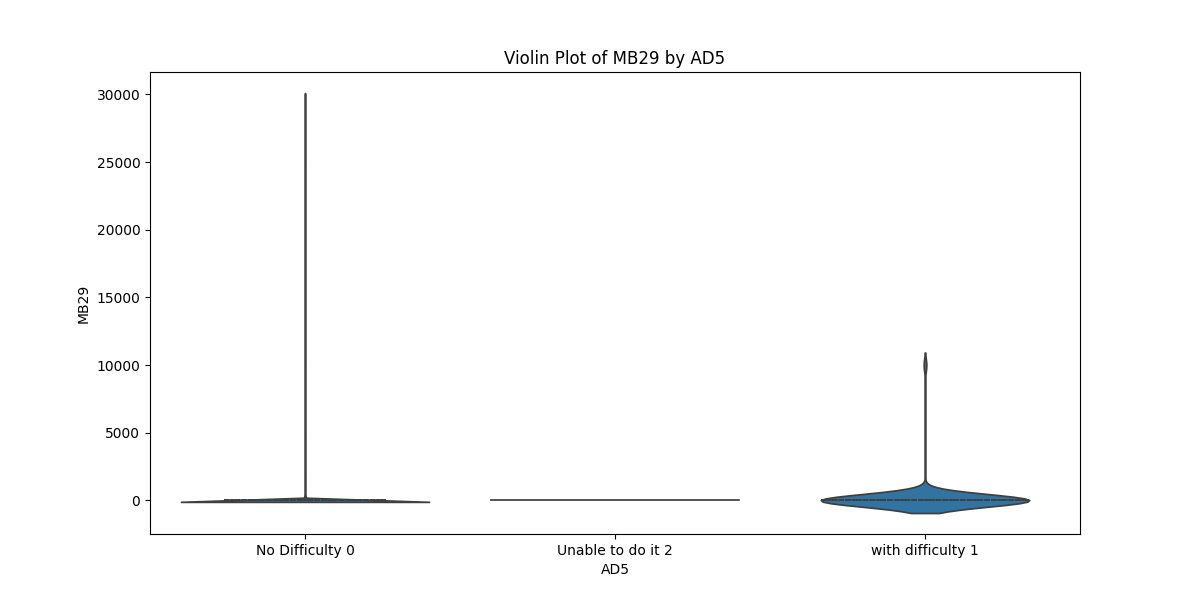 Violin Plot of MB29 by AD5
30000
25000
20000
15000
10000
5000
0
MB29
No Difficulty 0
Unable to do it 2
with difficulty 1
AD5